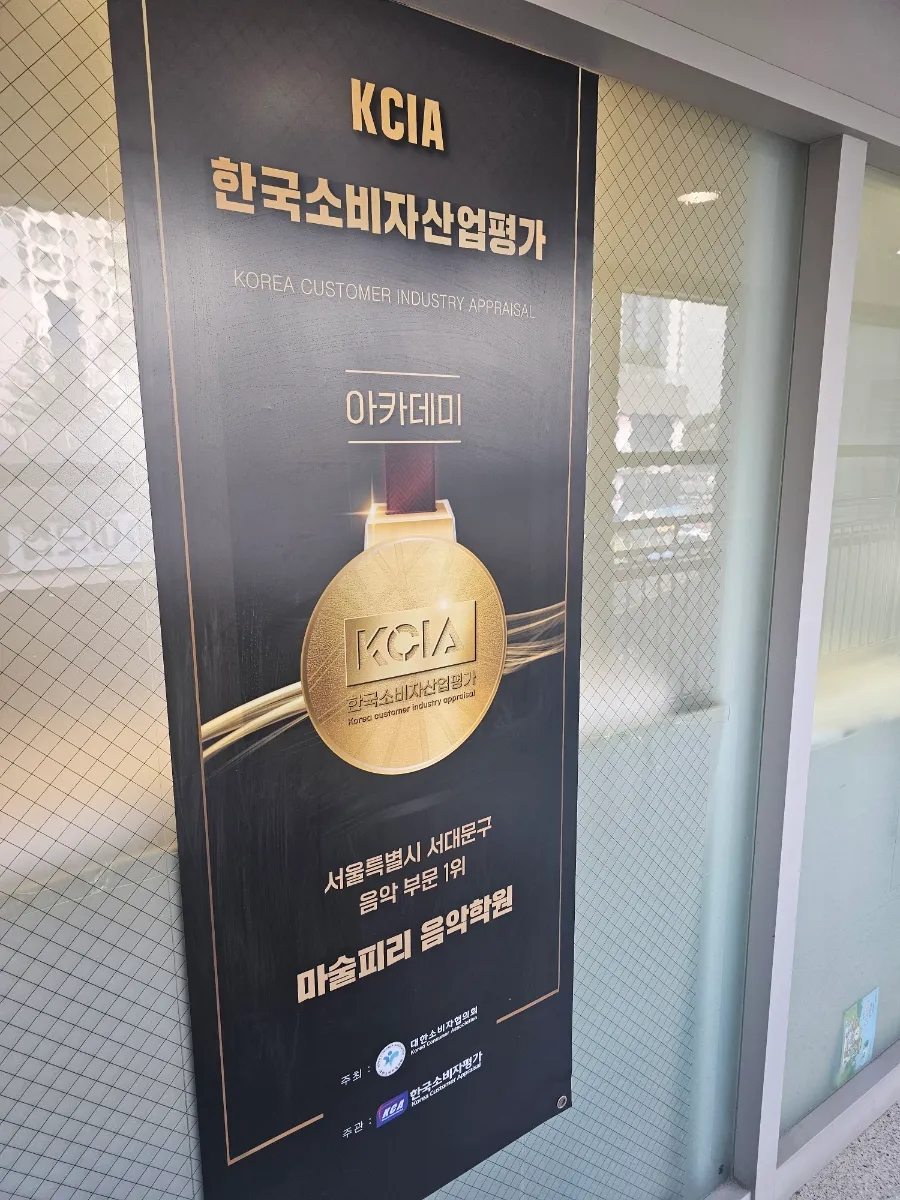 KCIA
한국소비자산업평가
KOREA CUSTOMER INDUSTRY APPRAISAL
아카데미
KCIA
한국소비자산업평가
Korea customer industry appraisal
서울특별시 서대문구
음악 부문 1위
마술피리 음악학원
주최 : 대한소비자협의회
Korea Consumer Association
주관 : KCA 한국소비자평가
Korea Customer Appraisal